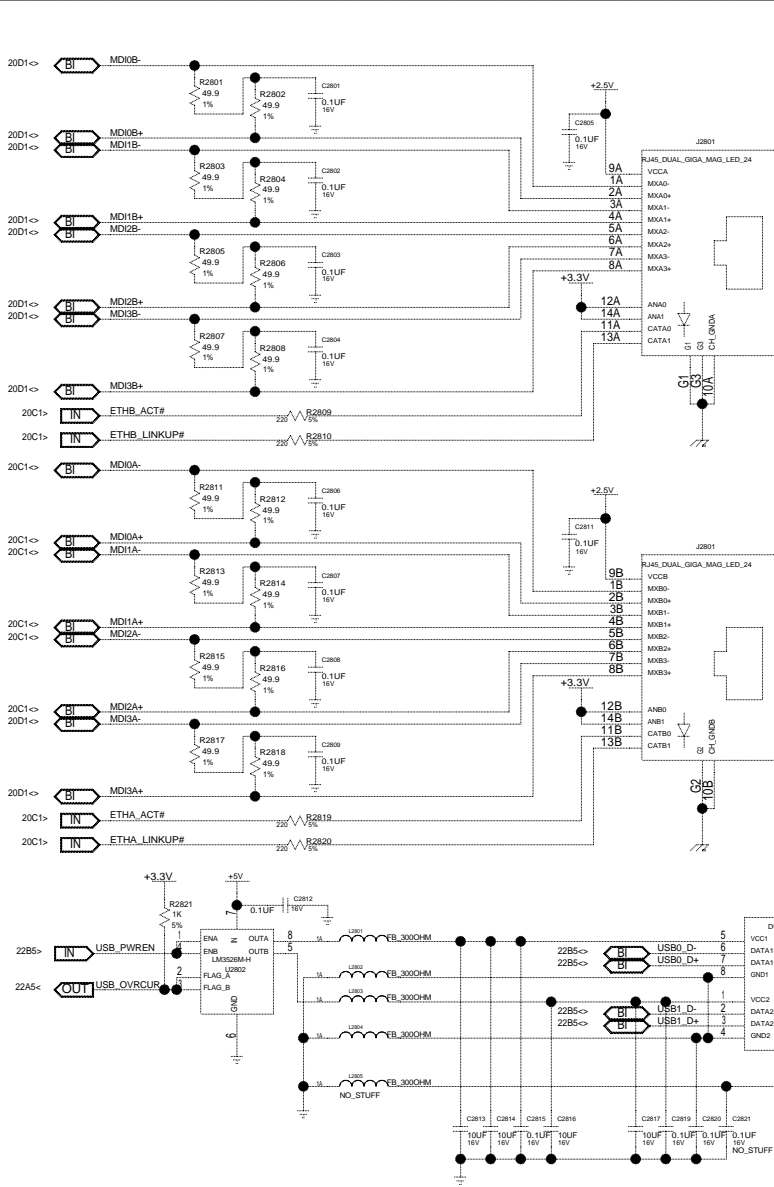 20D1<> BI MDI0B-
R2801 49.9 1%
R2802 49.9 1%
C2801 0.1UF 16V
20D1<> BI MDI0B+
20D1<> BI MDI1B-
R2803 49.9 1%
R2804 49.9 1%
C2802 0.1UF 16V
20D1<> BI MDI1B+
20D1<> BI MDI2B-
R2805 49.9 1%
R2806 49.9 1%
C2803 0.1UF 16V
20D1<> BI MDI2B+
20D1<> BI MDI3B-
R2807 49.9 1%
R2808 49.9 1%
C2804 0.1UF 16V
20D1<> BI MDI3B+
20C1> IN ETHB_ACT#
220 R2809 5%
20C1> IN ETHB_LINKUP#
220 R2810 5%
+2.5V
C2805 0.1UF 16V
J2801
RJ45_DUAL_GIGA_MAG_LED_24
9A VCCA
1A MXA0-
2A MXA0+
3A MXA1-
4A MXA1+
5A MXA2-
6A MXA2+
7A MXA3-
8A MXA3+
+3.3V
12A ANA0
14A ANA1
11A CATA0
13A CATA1
G1 G3 CH_GNDA
G1 G3 10A
20C1<> BI MDI0A-
R2811 49.9 1%
R2812 49.9 1%
C2806 0.1UF 16V
20C1<> BI MDI0A+
20C1<> BI MDI1A-
R2813 49.9 1%
R2814 49.9 1%
C2807 0.1UF 16V
20C1<> BI MDI1A+
20C1<> BI MDI2A-
R2815 49.9 1%
R2816 49.9 1%
C2808 0.1UF 16V
20C1<> BI MDI2A+
20D1<> BI MDI3A-
R2817 49.9 1%
R2818 49.9 1%
C2809 0.1UF 16V
20D1<> BI MDI3A+
20C1> IN ETHA_ACT#
220 R2819 5%
20C1> IN ETHA_LINKUP#
220 R2820 5%
+2.5V
C2811 0.1UF 16V
J2801
RJ45_DUAL_GIGA_MAG_LED_24
9B VCCB
1B MXB0-
2B MXB0+
3B MXB1-
4B MXB1+
5B MXB2-
6B MXB2+
7B MXB3-
8B MXB3+
+3.3V
12B ANB0
14B ANB1
11B CATB0
13B CATB1
G2 CH_GNDB
G2 10B
+3.3V
R2821 1K 5%
+5V
C2812 0.1UF 16V
7
22B5> IN USB_PWREN
22A5< OUT USB_OVRCUR
1 ENA IN OUTA 8
4 ENB OUTB 5
LM3526M-H
U2802
2 FLAG_A
3 FLAG_B
GND
6
1A L2801 FB_300OHM
1A L2802 FB_300OHM
1A L2803 FB_300OHM
1A L2804 FB_300OHM
1A L2805 FB_300OHM
NO_STUFF
5 VCC1
22B5<> BI USB0_D- 6 DATA1
22B5<> BI USB0_D+ 7 DATA1
8 GND1
1 VCC2
22B5<> BI USB1_D- 2 DATA2
22B5<> BI USB1_D+ 3 DATA2
4 GND2
C2813 10UF 16V
C2814 10UF 16V
C2815 0.1UF 16V
C2816 10UF 16V
C2817 10UF 16V
C2819 0.1UF 16V
C2820 0.1UF 16V
C2821 0.1UF 16V
NO_STUFF